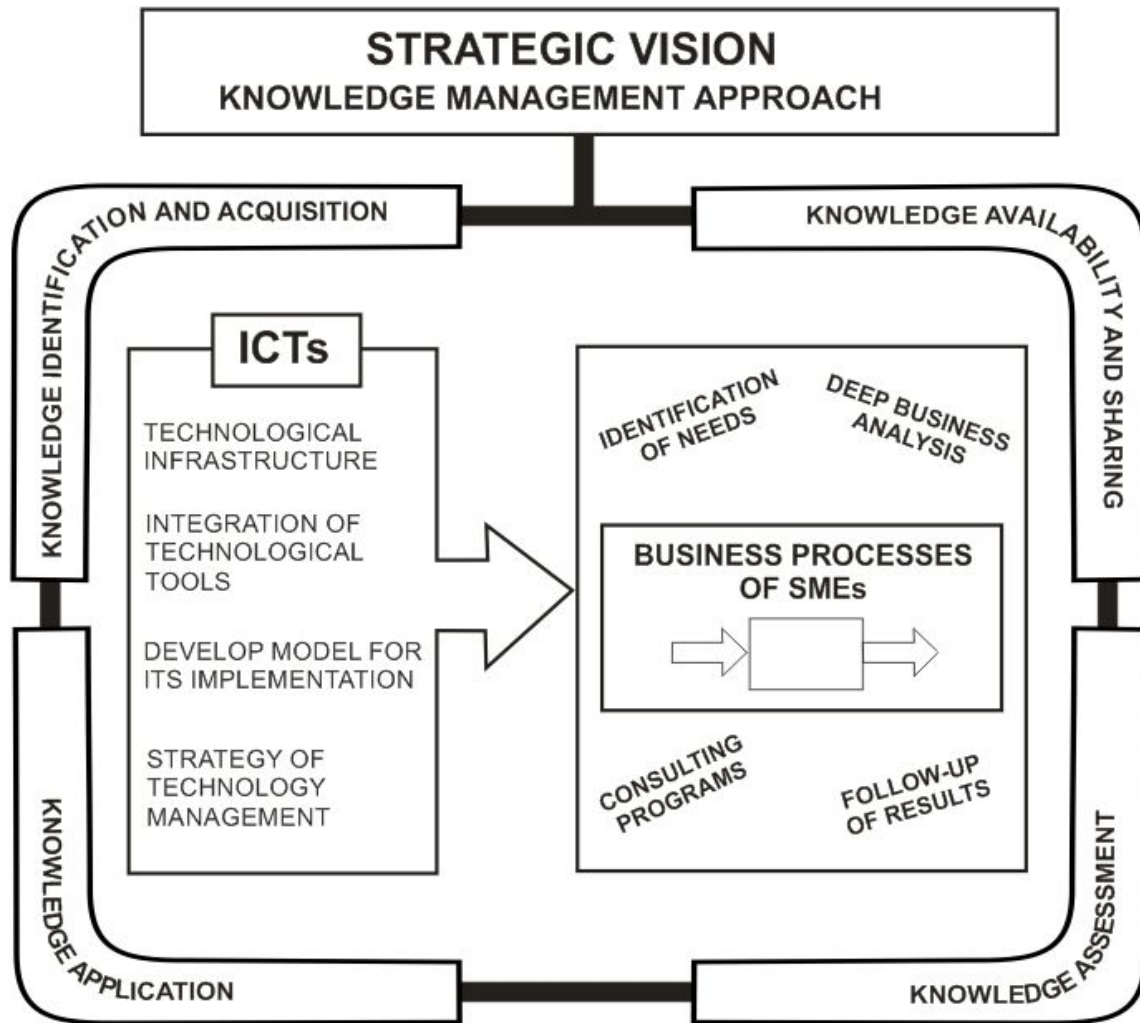 STRATEGIC VISION
KNOWLEDGE MANAGEMENT APPROACH
KNOWLEDGE IDENTIFICATION AND ACQUISITION
KNOWLEDGE AVAILABILITY AND SHARING
ICTs
TECHNOLOGICAL
INFRASTRUCTURE
INTEGRATION OF
TECHNOLOGICAL
TOOLS
DEVELOP MODEL FOR
ITS IMPLEMENTATION
STRATEGY OF
TECHNOLOGY
MANAGEMENT
IDENTIFICATION
OF NEEDS
DEEP BUSINESS
ANALYSIS
BUSINESS PROCESSES
OF SMEs
CONSULTING
PROGRAMS
FOLLOW-UP
OF RESULTS
KNOWLEDGE APPLICATION
KNOWLEDGE ASSESSMENT